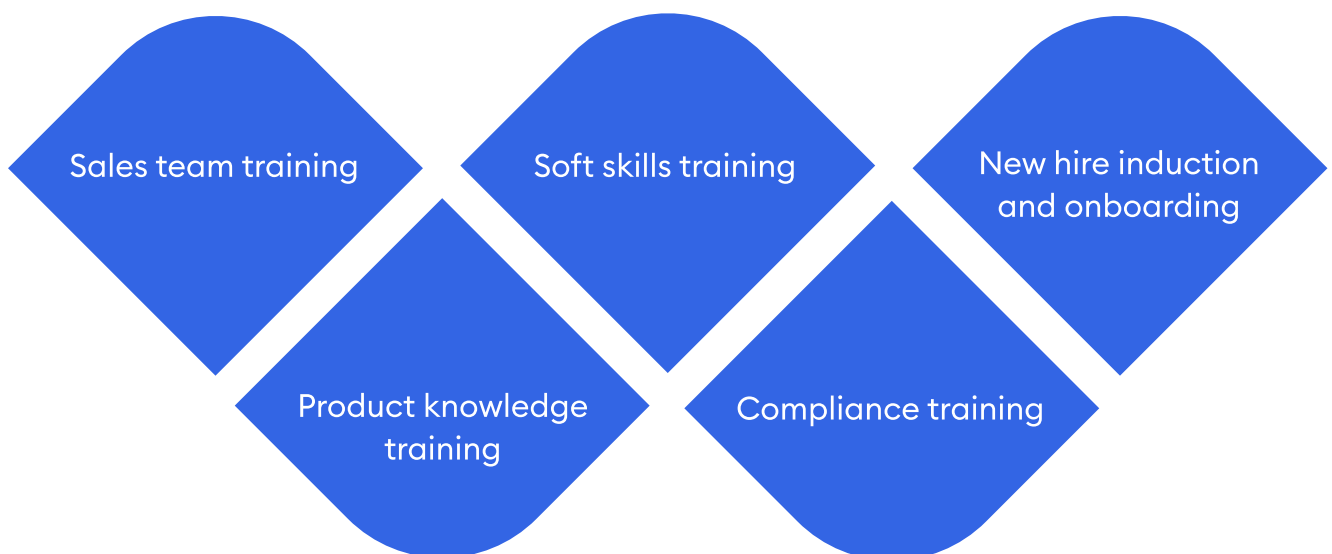 Sales team training
Soft skills training
New hire induction
and onboarding
Product knowledge
training
Compliance training